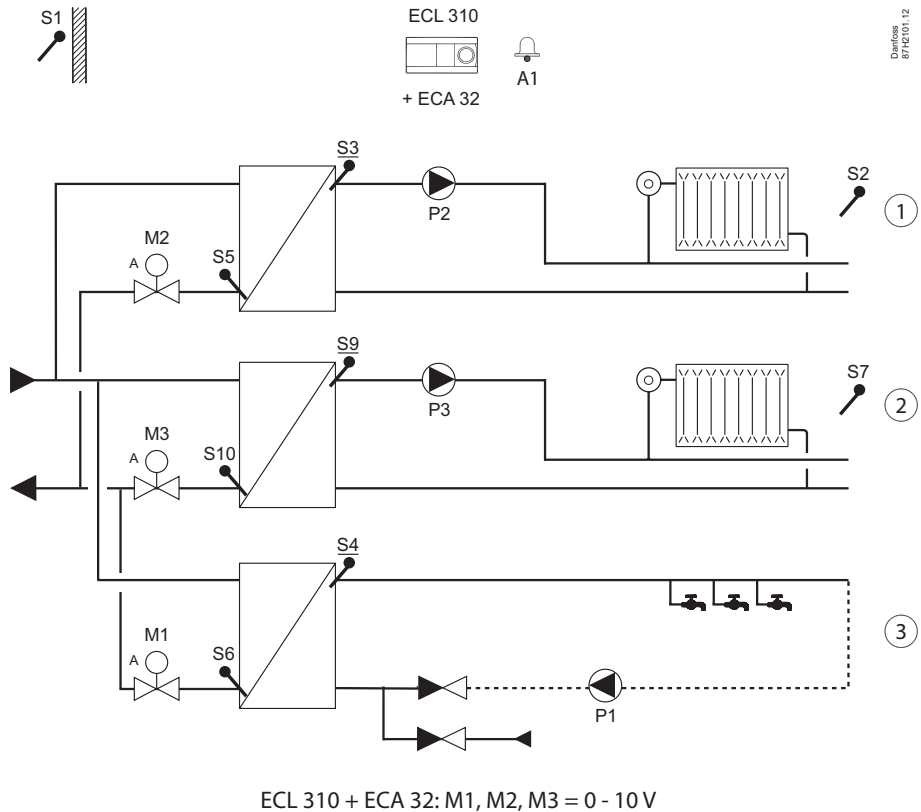 S1
ECL 310
+ ECA 32
A1
Danfoss
87H2101.12
S3
P2
S2
1
M2
A
S5
S9
P3
S7
2
M3
A
S10
S4
3
M1
A
S6
P1
ECL 310 + ECA 32: M1, M2, M3 = 0 - 10 V